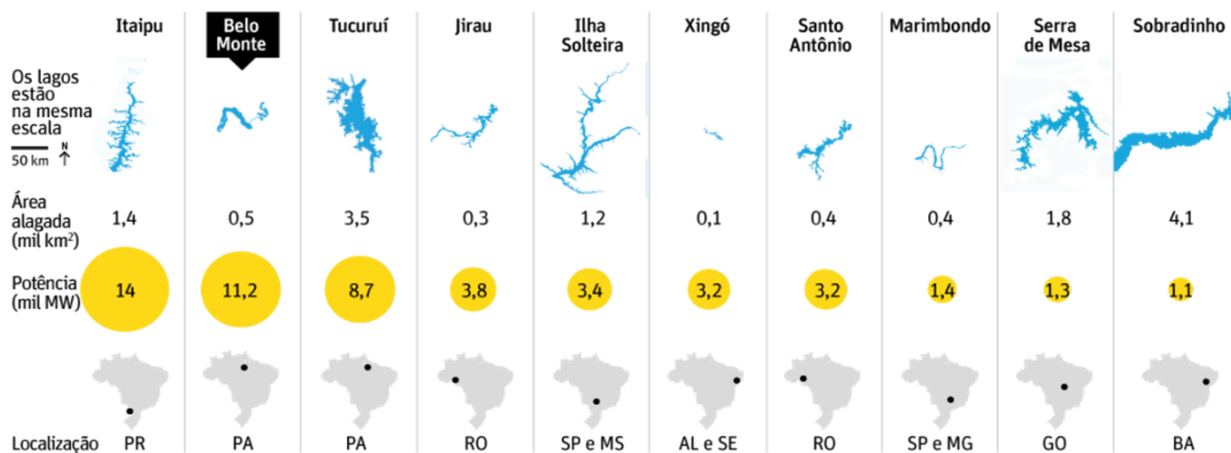 Itaipu
Belo
Monte
Tucuruí
Jirau
Ilha
Solteira
Xingó
Santo
Antônio
Marimbondo
Serra
de Mesa
Sobradinho
Os lagos
estão
na mesma
escala
N
50 km
Área
alagada
(mil km²)
1,4 0,5 3,5 0,3 1,2 0,1 0,4 0,4 1,8 4,1
Potência
(mil MW)
14 11,2 8,7 3,8 3,4 3,2 3,2 1,4 1,3 1,1
Localização PR PA PA RO SP e MS AL e SE RO SP e MG GO BA